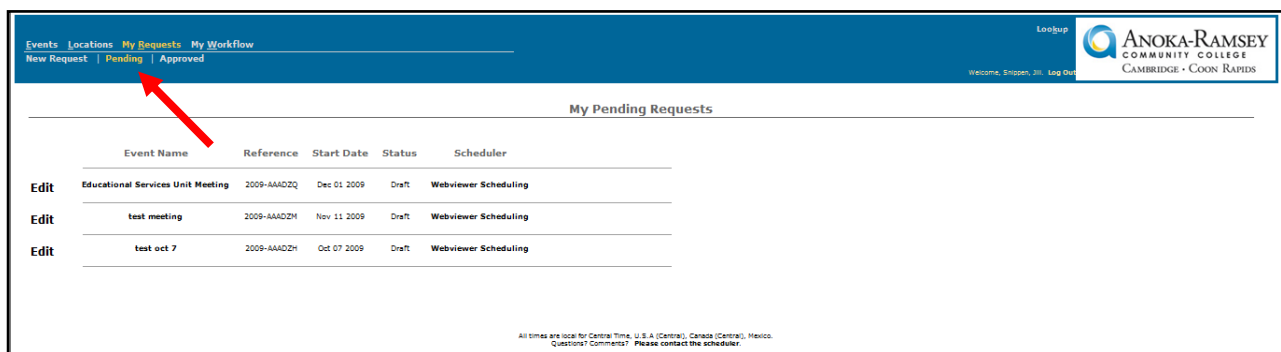 Lookup
Events Locations My Requests My Workflow
New Request | Pending | Approved
Welcome, Snippen, Jill. Log Out
ANOKA-RAMSEY
COMMUNITY COLLEGE
CAMBRIDGE • COON RAPIDS
My Pending Requests
Event Name Reference Start Date Status Scheduler
Edit Educational Services Unit Meeting 2009-AAADZQ Dec 01 2009 Draft Webviewer Scheduling
Edit test meeting 2009-AAADZM Nov 11 2009 Draft Webviewer Scheduling
Edit test oct 7 2009-AAADZH Oct 07 2009 Draft Webviewer Scheduling
All times are local for Central Time, U.S.A (Central), Canada (Central), Mexico.
Questions? Comments? Please contact the scheduler.